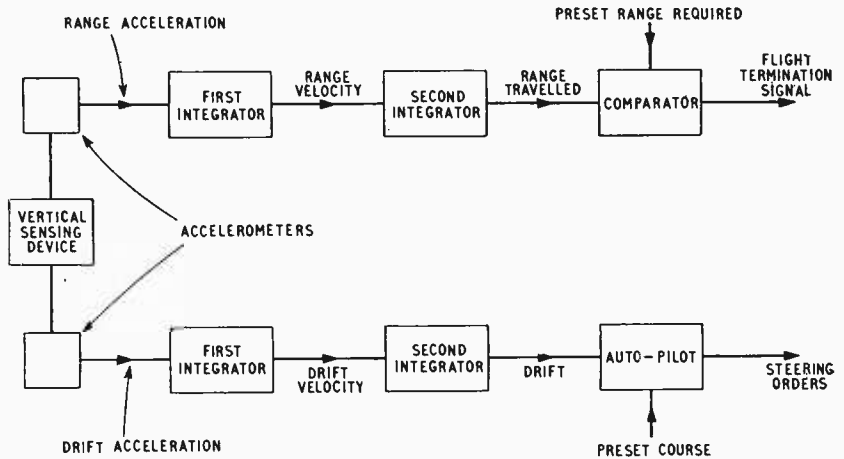 PRESET RANGE REQUIRED
RANGE ACCELERATION
FIRST
INTEGRATOR
RANGE
VELOCITY
SECOND
INTEGRATOR
RANGE
TRAVELLED
COMPARATOR
FLIGHT
TERMINATION
SIGNAL
VERTICAL
SENSING
DEVICE
ACCELEROMETERS
FIRST
INTEGRATOR
DRIFT
VELOCITY
SECOND
INTEGRATOR
DRIFT
AUTO-PILOT
STEERING
ORDERS
DRIFT ACCELERATION
PRESET COURSE